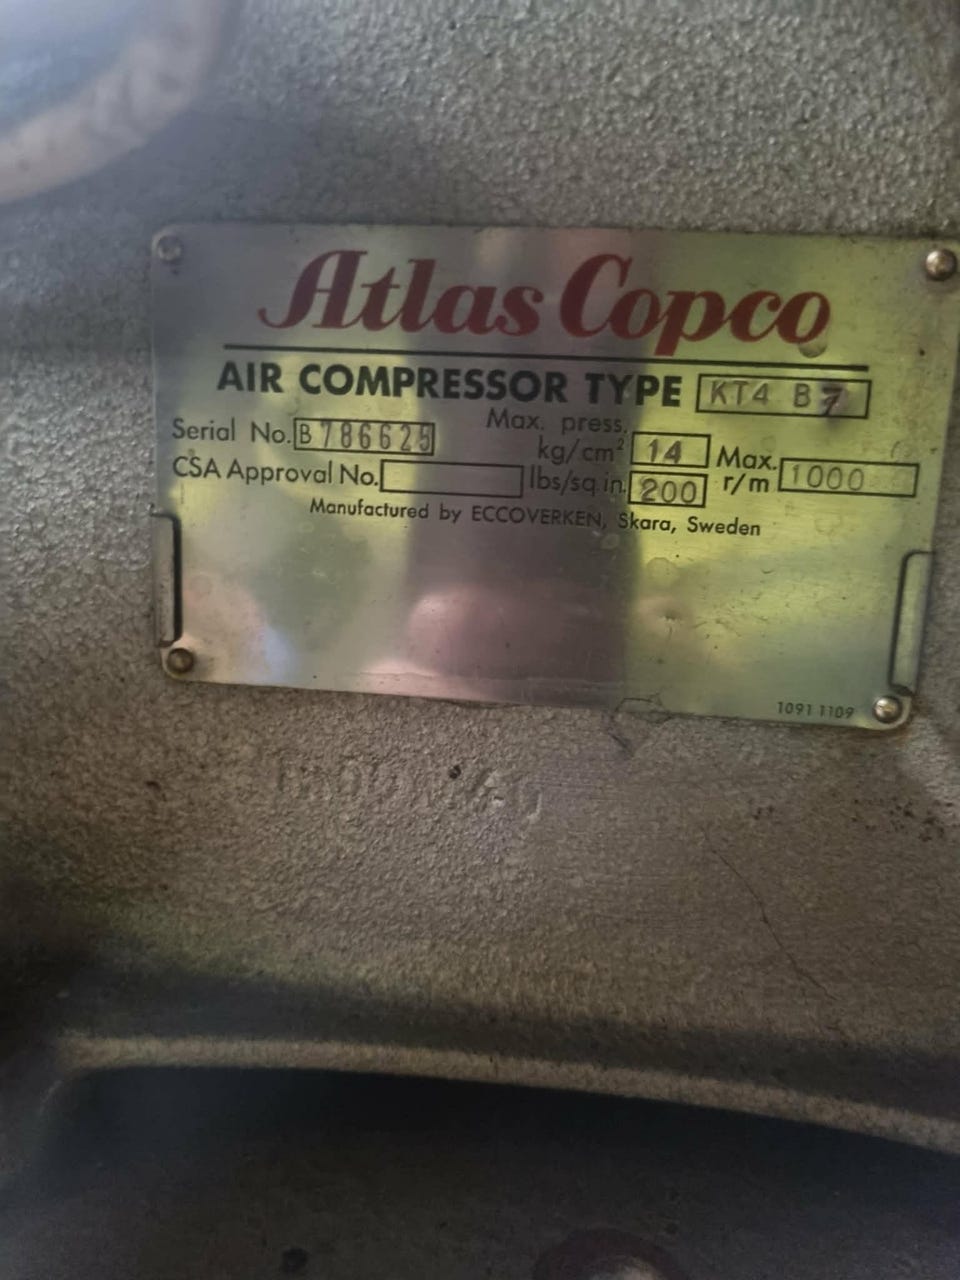 Atlas Copco
AIR COMPRESSOR TYPE KT4 B7
Serial No. B786625
Max. press.
kg/cm² 14
lbs/sq.in. 200
Max. r/m 1000
CSA Approval No.
Manufactured by ECCOVERKEN, Skara, Sweden
1091 1109